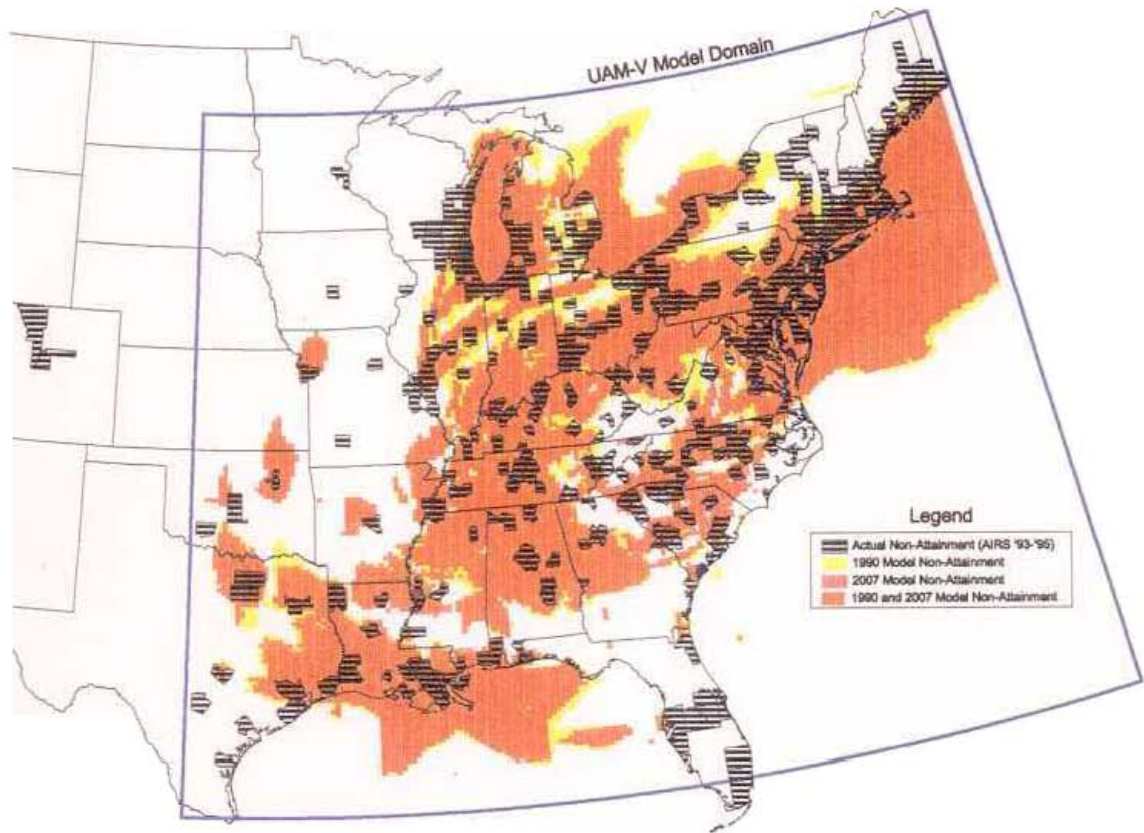 UAM-V Model Domain
Legend
Actual Non-Attainment (AIRS '93-'95)
1990 Model Non-Attainment
2007 Model Non-Attainment
1990 and 2007 Model Non-Attainment